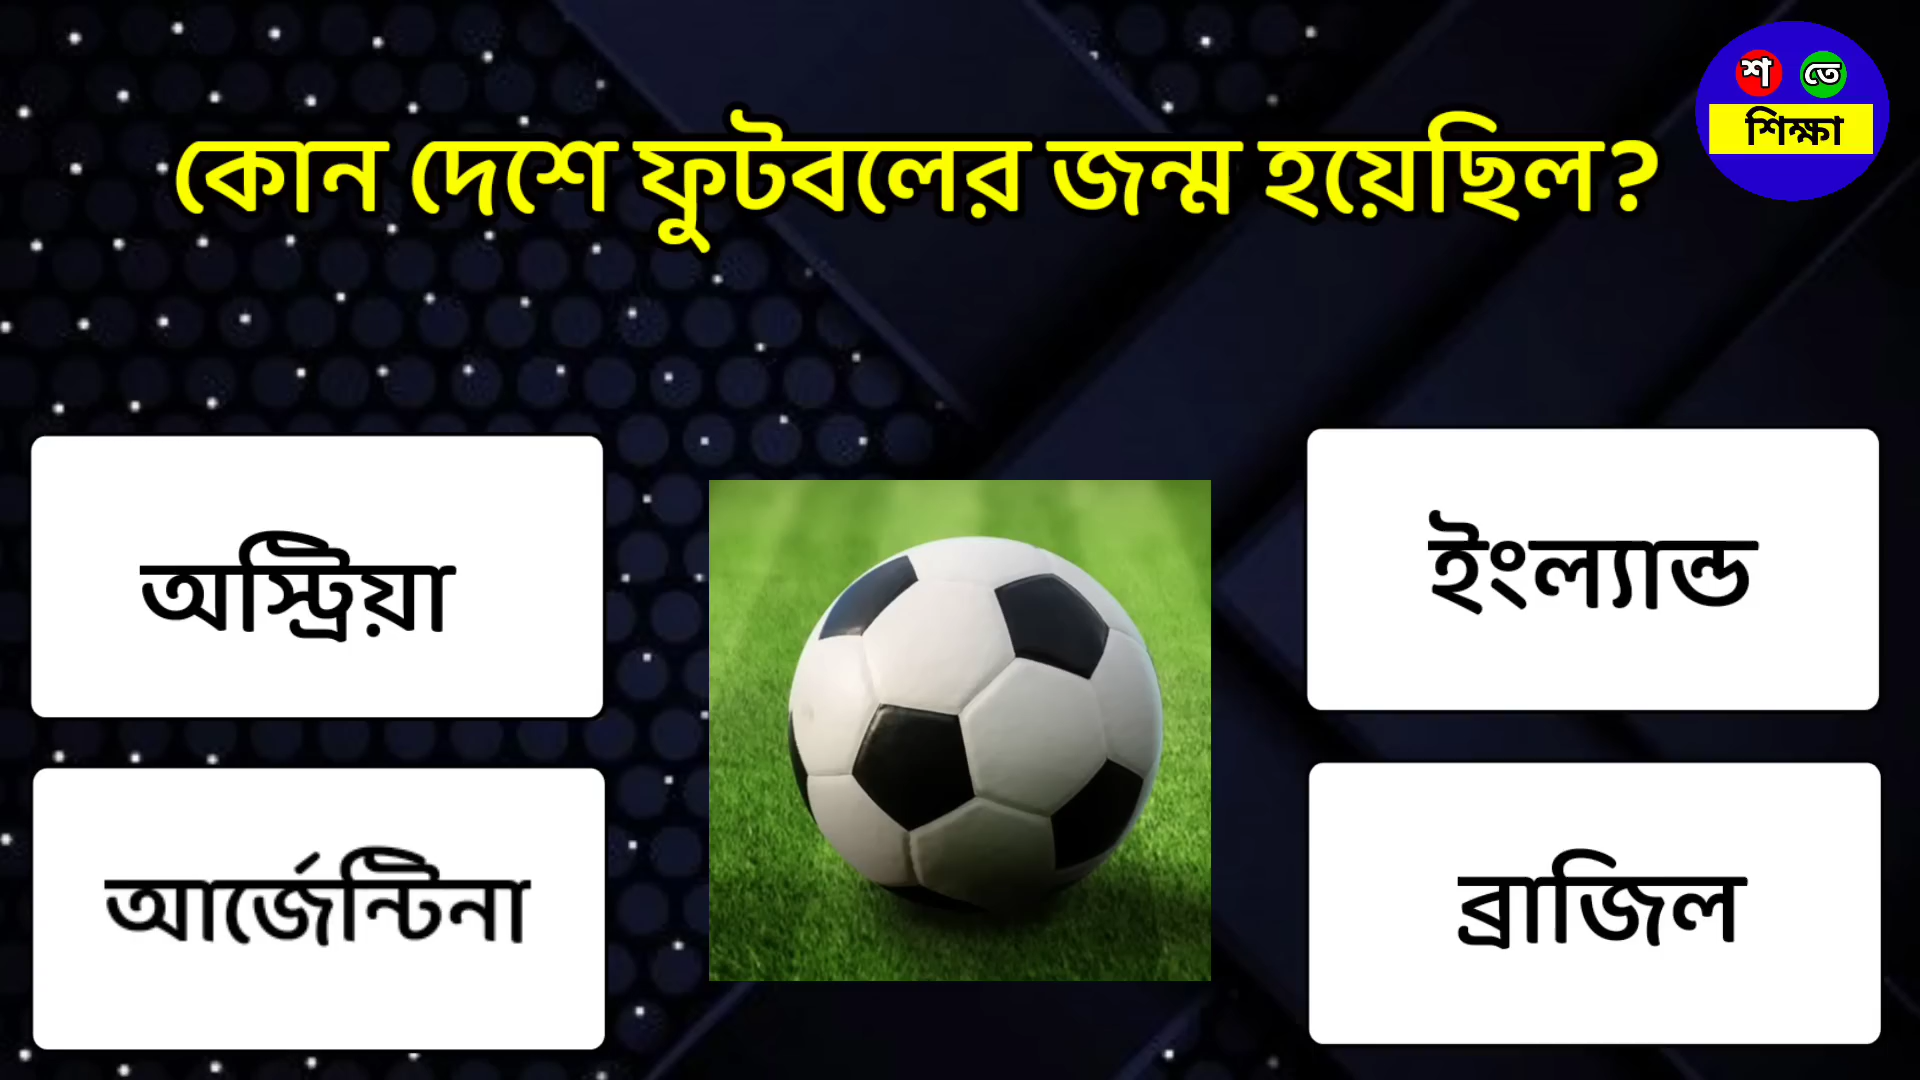 শ তে
শিক্ষা
কোন দেশে ফুটবলের জন্ম হয়েছিল?
অস্ট্রিয়া
ইংল্যান্ড
আর্জেন্টিনা
ব্রাজিল